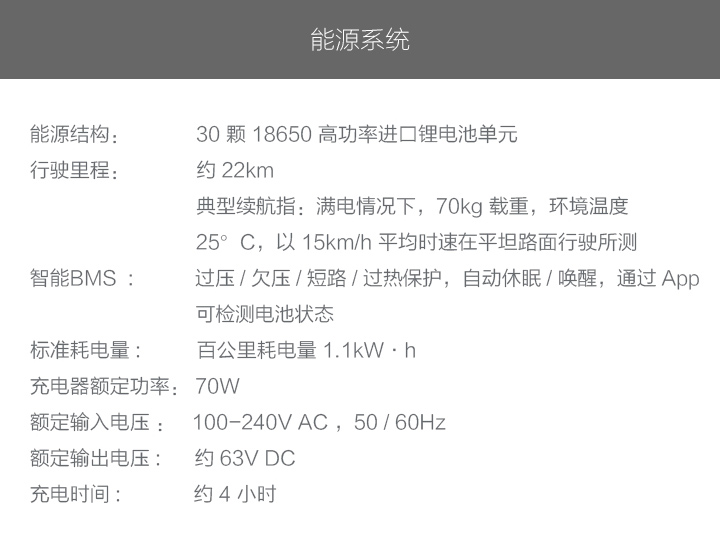 能源系统
能源结构： 30 颗 18650 高功率进口锂电池单元
行驶里程： 约 22km
典型续航指：满电情况下，70kg 载重，环境温度
25° C，以 15km/h 平均时速在平坦路面行驶所测
智能BMS ： 过压 / 欠压 / 短路 / 过热保护，自动休眠 / 唤醒，通过 App
可检测电池状态
标准耗电量： 百公里耗电量 1.1kW · h
充电器额定功率： 70W
额定输入电压 ： 100-240V AC ，50 / 60Hz
额定输出电压： 约 63V DC
充电时间： 约 4 小时